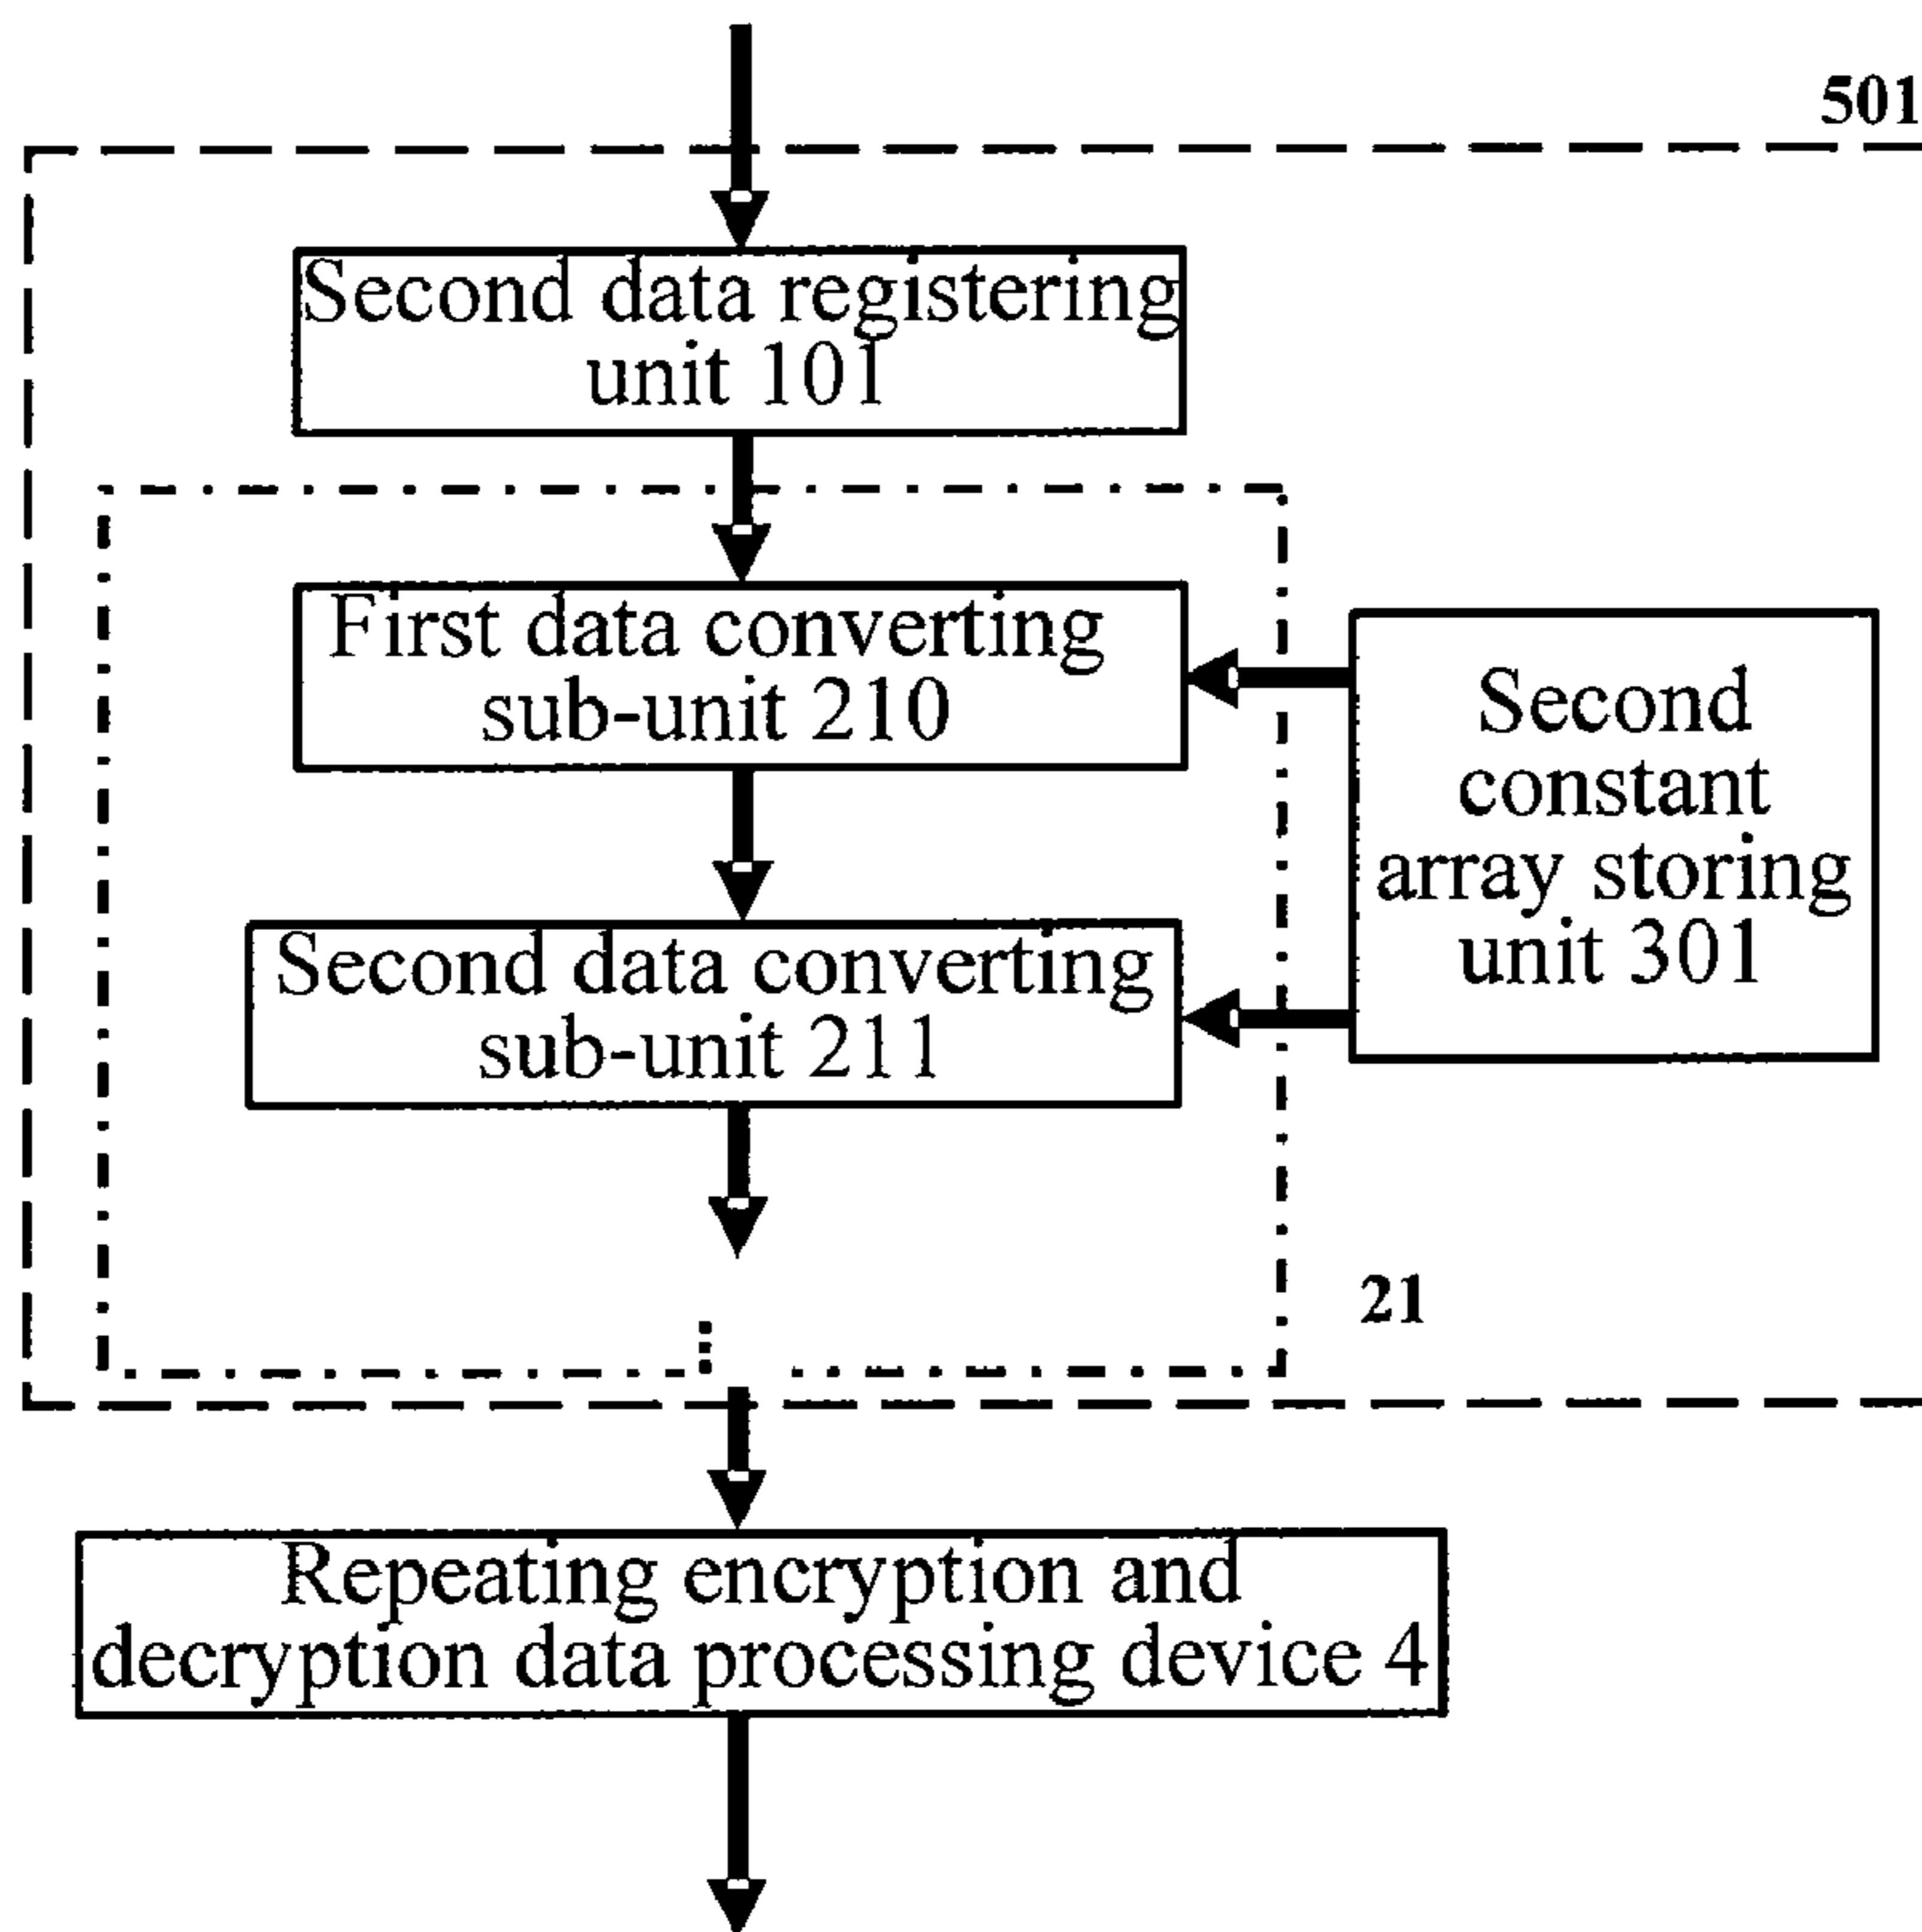 501
Second data registering
unit 101
First data converting
sub-unit 210
Second
constant
array storing
unit 301
Second data converting
sub-unit 211
21
Repeating encryption and
decryption data processing device 4